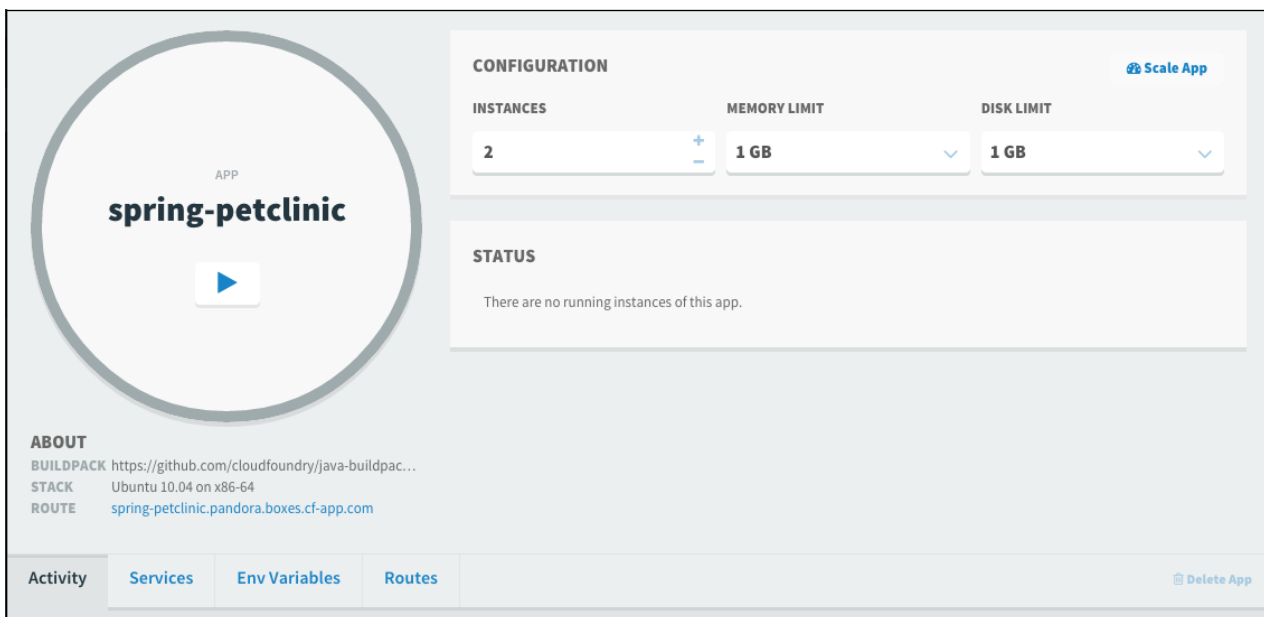 APP
spring-petclinic
CONFIGURATION
Scale App
INSTANCES
MEMORY LIMIT
DISK LIMIT
2
1 GB
1 GB
STATUS
There are no running instances of this app.
ABOUT
BUILDPACK https://github.com/cloudfoundry/java-buildpac...
STACK Ubuntu 10.04 on x86-64
ROUTE spring-petclinic.pandora.boxes.cf-app.com
Activity Services Env Variables Routes Delete App